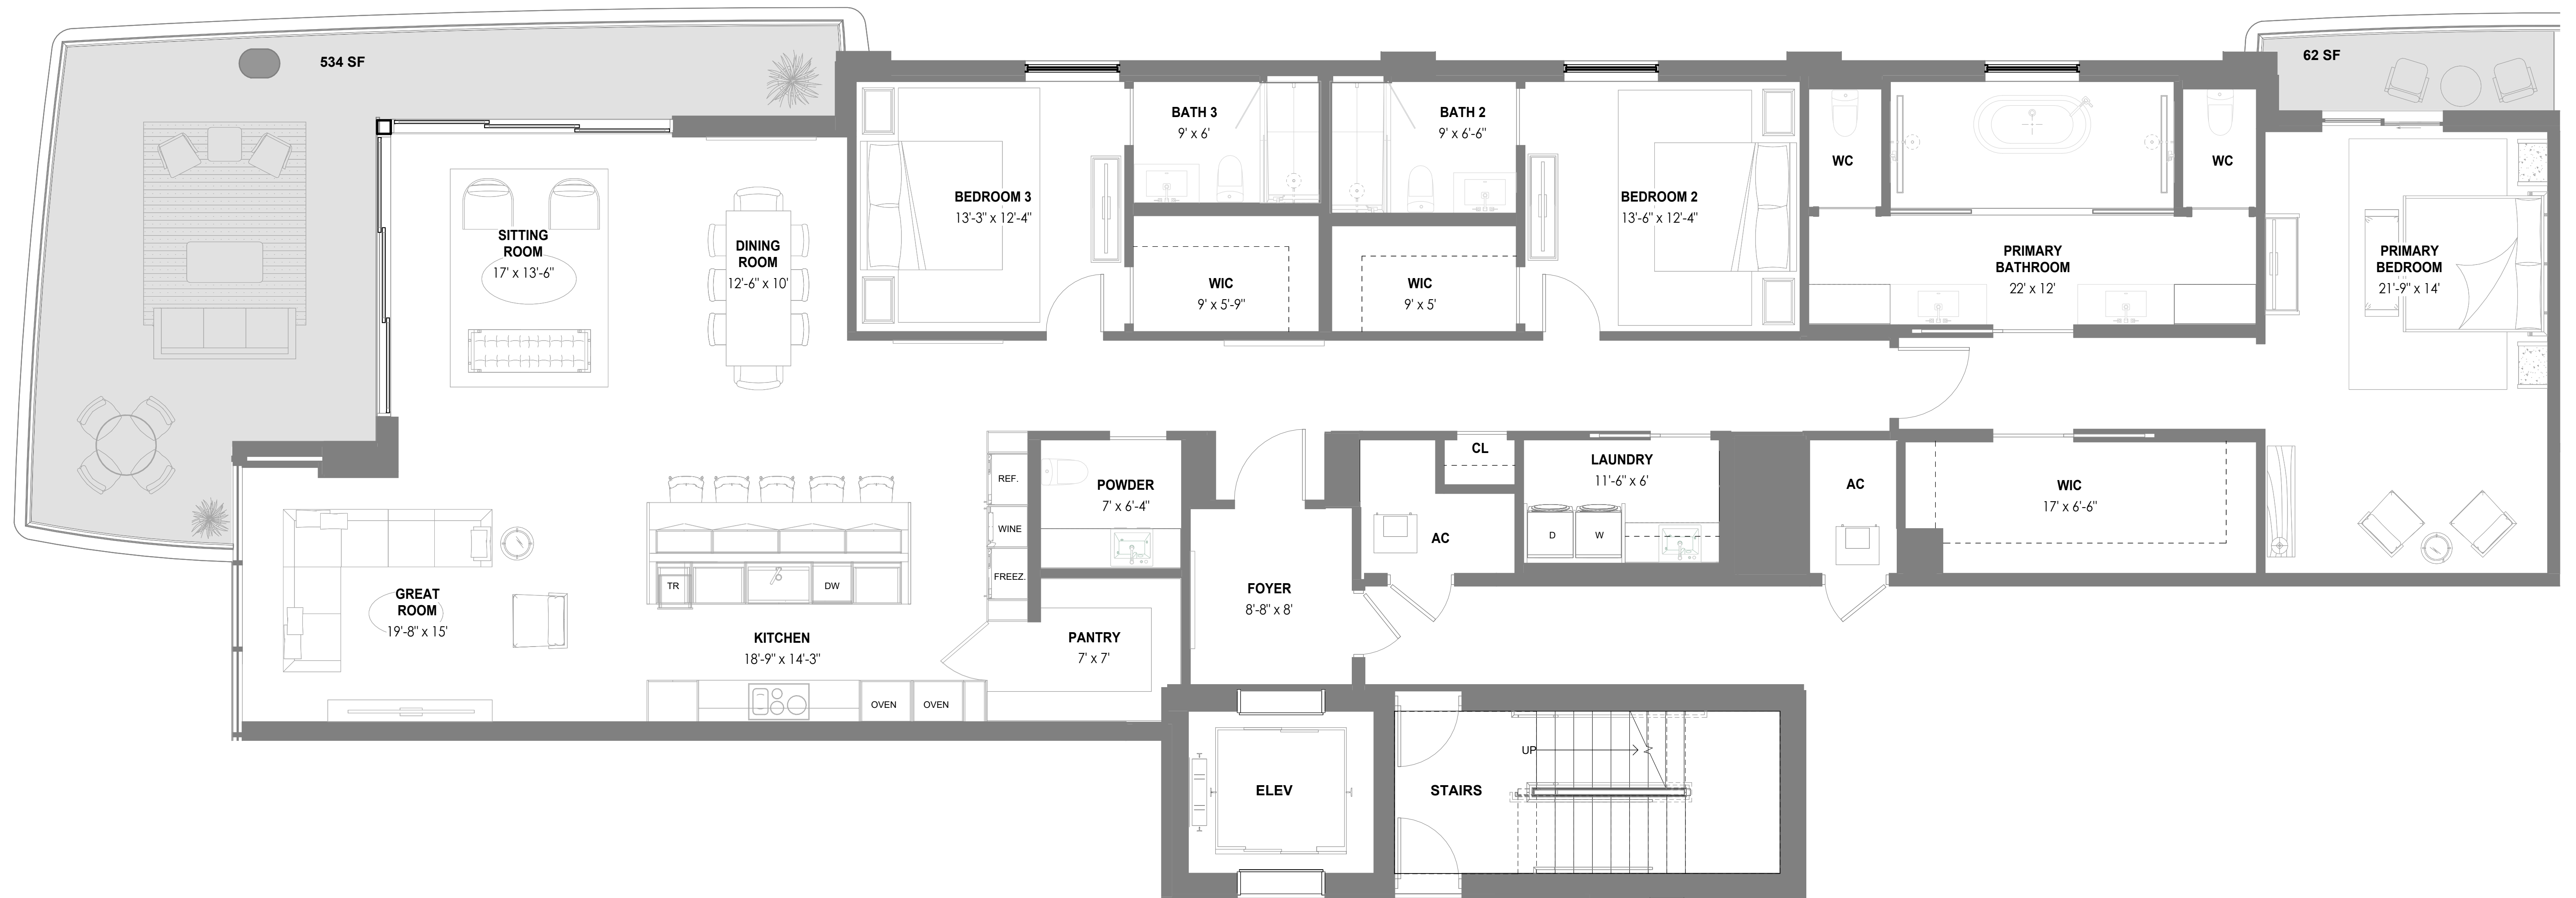 534 SF
62 SF
BATH 3
9' x 6'
BATH 2
9' x 6'-6"
WC
WC
BEDROOM 3
13'-3" x 12'-4"
BEDROOM 2
13'-6" x 12'-4"
SITTING
ROOM
17' x 13'-6"
DINING
ROOM
12'-6" x 10'
WIC
9' x 5'-9"
WIC
9' x 5'
PRIMARY
BATHROOM
22' x 12'
PRIMARY
BEDROOM
21'-9" x 14'
REF.
WINE
FREEZ.
POWDER
7' x 6'-4"
CL
LAUNDRY
11'-6" x 6'
D
W
AC
AC
WIC
17' x 6'-6"
TR
DW
GREAT
ROOM
19'-8" x 15'
KITCHEN
18'-9" x 14'-3"
PANTRY
7' x 7'
FOYER
8'-8" x 8'
OVEN
OVEN
ELEV
STAIRS
UP